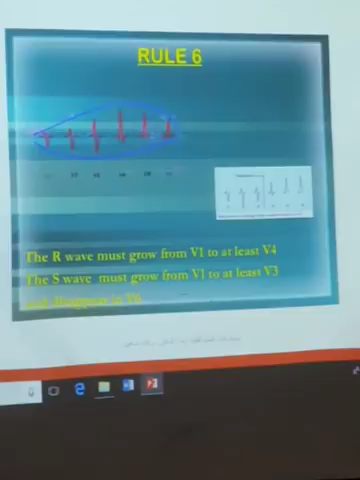 RULE 6
The R wave must grow from V1 to at least V4
The S wave must grow from V1 to at least V3
and disappear in V6